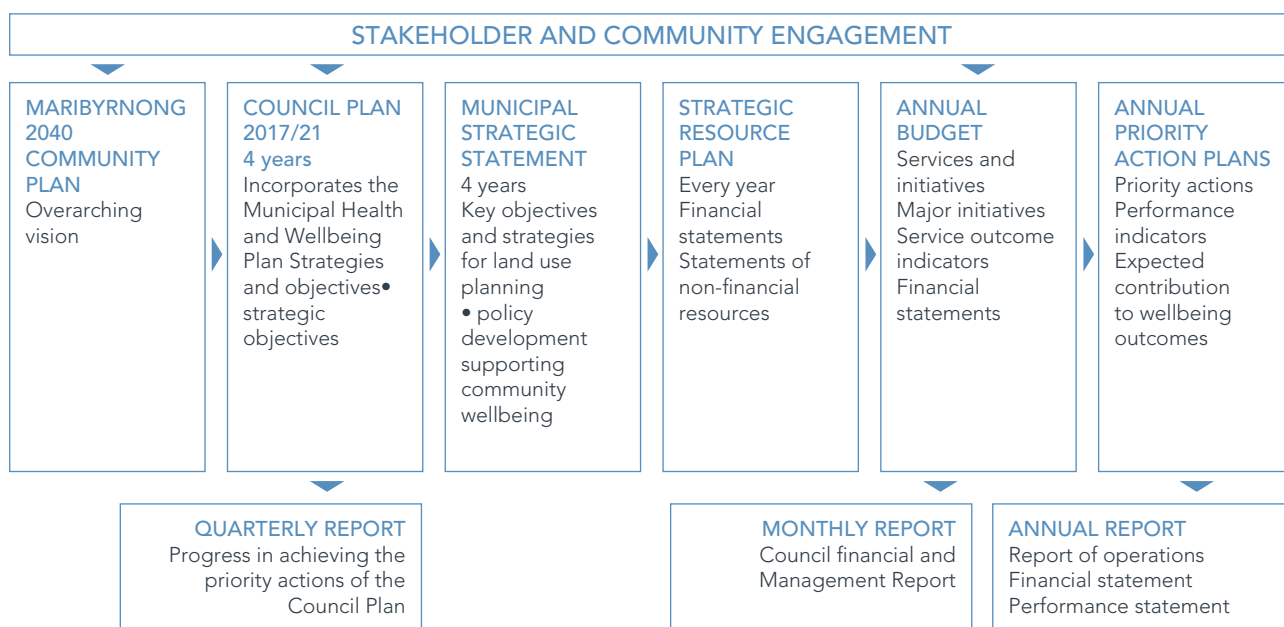 STAKEHOLDER AND COMMUNITY ENGAGEMENT
MARIBYRNONG
2040
COMMUNITY
PLAN
Overarching
vision
COUNCIL PLAN
2017/21
4 years
Incorporates the
Municipal Health
and Wellbeing
Plan Strategies
and objectives•
strategic
objectives
MUNICIPAL
STRATEGIC
STATEMENT
4 years
Key objectives
and strategies
for land use
planning
• policy
development
supporting
community
wellbeing
STRATEGIC
RESOURCE
PLAN
Every year
Financial
statements
Statements of
non-financial
resources
ANNUAL
BUDGET
Services and
initiatives
Major initiatives
Service outcome
indicators
Financial
statements
ANNUAL
PRIORITY
ACTION PLANS
Priority actions
Performance
indicators
Expected
contribution
to wellbeing
outcomes
QUARTERLY REPORT
Progress in achieving the
priority actions of the
Council Plan
MONTHLY REPORT
Council financial and
Management Report
ANNUAL REPORT
Report of operations
Financial statement
Performance statement